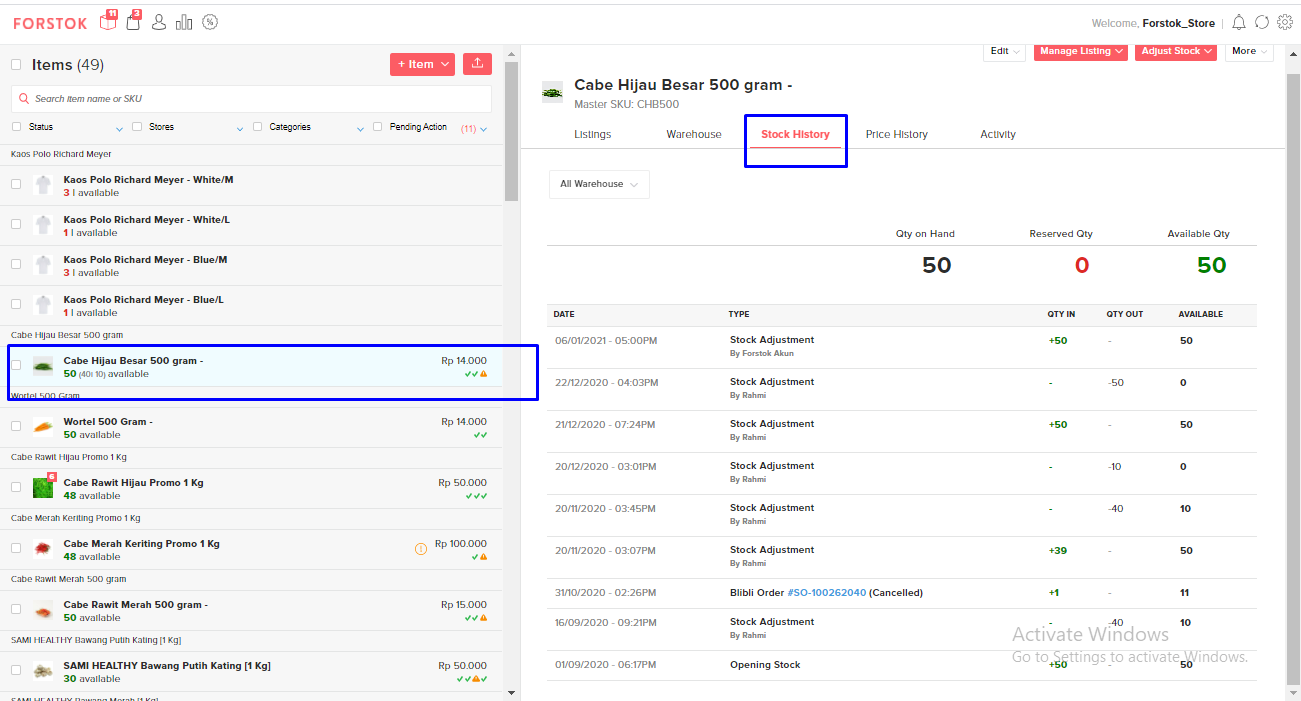 FORSTOK
11
3
Welcome, Forstok_Store
Items (49)
+ Item
Search item name or SKU
Status
Stores
Categories
Pending Action
(11)
Kaos Polo Richard Meyer
Kaos Polo Richard Meyer - White/M
3 I available
Kaos Polo Richard Meyer - White/L
1 I available
Kaos Polo Richard Meyer - Blue/M
3 I available
Kaos Polo Richard Meyer - Blue/L
1 I available
Cabe Hijau Besar 500 gram
Cabe Hijau Besar 500 gram -
Rp 14.000
50 (40I 10) available
Wortel 500 Gram
Wortel 500 Gram -
Rp 14.000
50 available
Cabe Rawit Hijau Promo 1 Kg
6
Cabe Rawit Hijau Promo 1 Kg
Rp 50.000
48 available
Cabe Merah Keriting Promo 1 Kg
Cabe Merah Keriting Promo 1 Kg
Rp 100.000
48 available
Cabe Rawit Merah 500 gram
Cabe Rawit Merah 500 gram -
Rp 15.000
50 available
SAMI HEALTHY Bawang Putih Kating [1 Kg]
SAMI HEALTHY Bawang Putih Kating [1 Kg]
Rp 50.000
30 available
SAMI HEALTHY Bawang Merah [1 Kg]
Edit
Manage Listing
Adjust Stock
More
Cabe Hijau Besar 500 gram -
Master SKU: CHB500
Listings
Warehouse
Stock History
Price History
Activity
All Warehouse
Qty on Hand
Reserved Qty
Available Qty
50
0
50
DATE TYPE QTY IN QTY OUT AVAILABLE
06/01/2021 - 05:00PM Stock Adjustment +50 - 50
By Forstok Akun
22/12/2020 - 04:03PM Stock Adjustment - -50 0
By Rahmi
21/12/2020 - 07:24PM Stock Adjustment +50 - 50
By Rahmi
20/12/2020 - 03:01PM Stock Adjustment - -10 0
By Rahmi
20/11/2020 - 03:45PM Stock Adjustment - -40 10
By Rahmi
20/11/2020 - 03:07PM Stock Adjustment +39 - 50
By Rahmi
31/10/2020 - 02:26PM Blibli Order #SO-100262040 (Cancelled) +1 - 11
16/09/2020 - 09:21PM Stock Adjustment - -40 10
By Rahmi
01/09/2020 - 06:17PM Opening Stock +50 - 50
Activate Windows
Go to Settings to activate Windows.